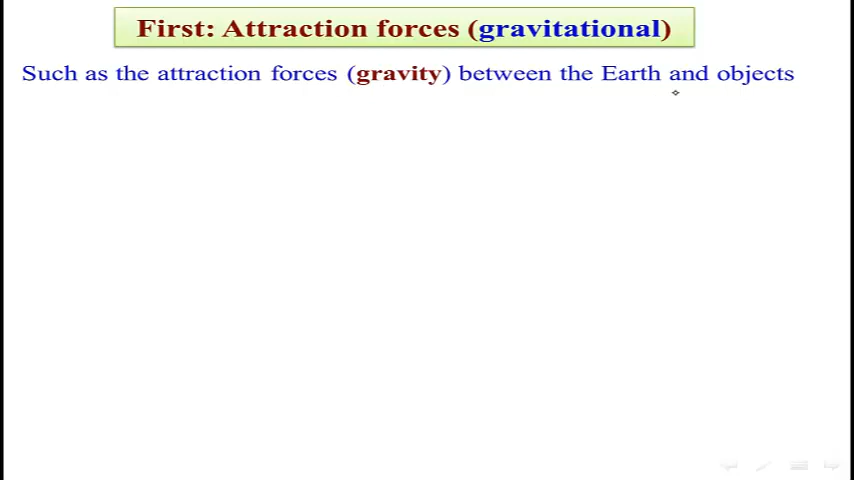 First: Attraction forces (gravitational)
Such as the attraction forces (gravity) between the Earth and objects